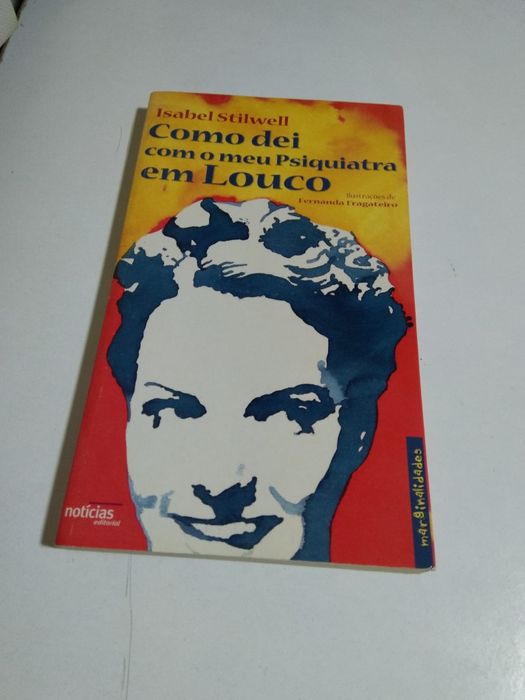 Isabel Stilwell
Como dei
com o meu Psiquiatra
em Louco
Ilustrações de
Fernanda Fragateiro
notícias
editorial
marginalidades